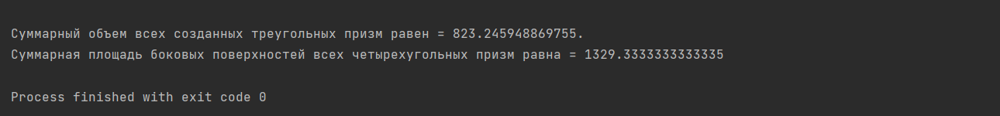 Суммарный объем всех созданных треугольных призм равен = 823.245948869755.
Суммарная площадь боковых поверхностей всех четырехугольных призм равна = 1329.3333333333335
Process finished with exit code 0